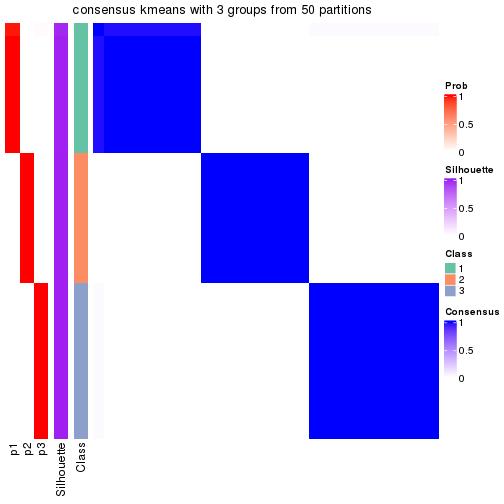 consensus kmeans with 3 groups from 50 partitions
Prob
1
0.5
0
Silhouette
1
0.5
0
Class
1
2
3
Consensus
1
0.5
0
p1
p2
p3
Silhouette
Class